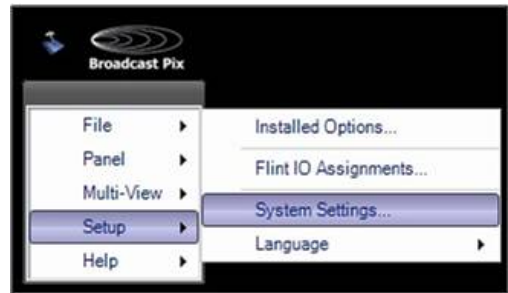 Broadcast Pix
File
Panel
Multi-View
Setup
Help
Installed Options...
Flint IO Assignments...
System Settings...
Language